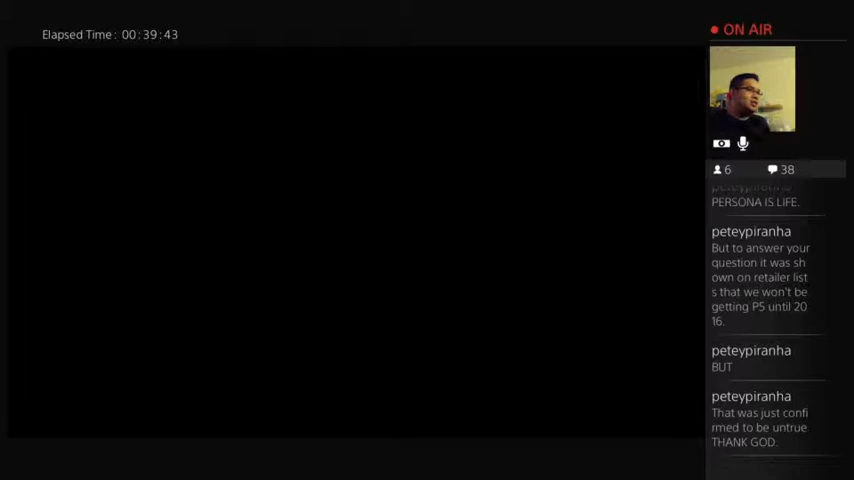 Elapsed Time: 00:39:43
ON AIR
6 38
peteypiranha
PERSONA IS LIFE.
peteypiranha
But to answer your
question it was sh
own on retailer list
s that we won't be
getting P5 until 20
16.
peteypiranha
BUT
peteypiranha
That was just confi
rmed to be untrue
THANK GOD.